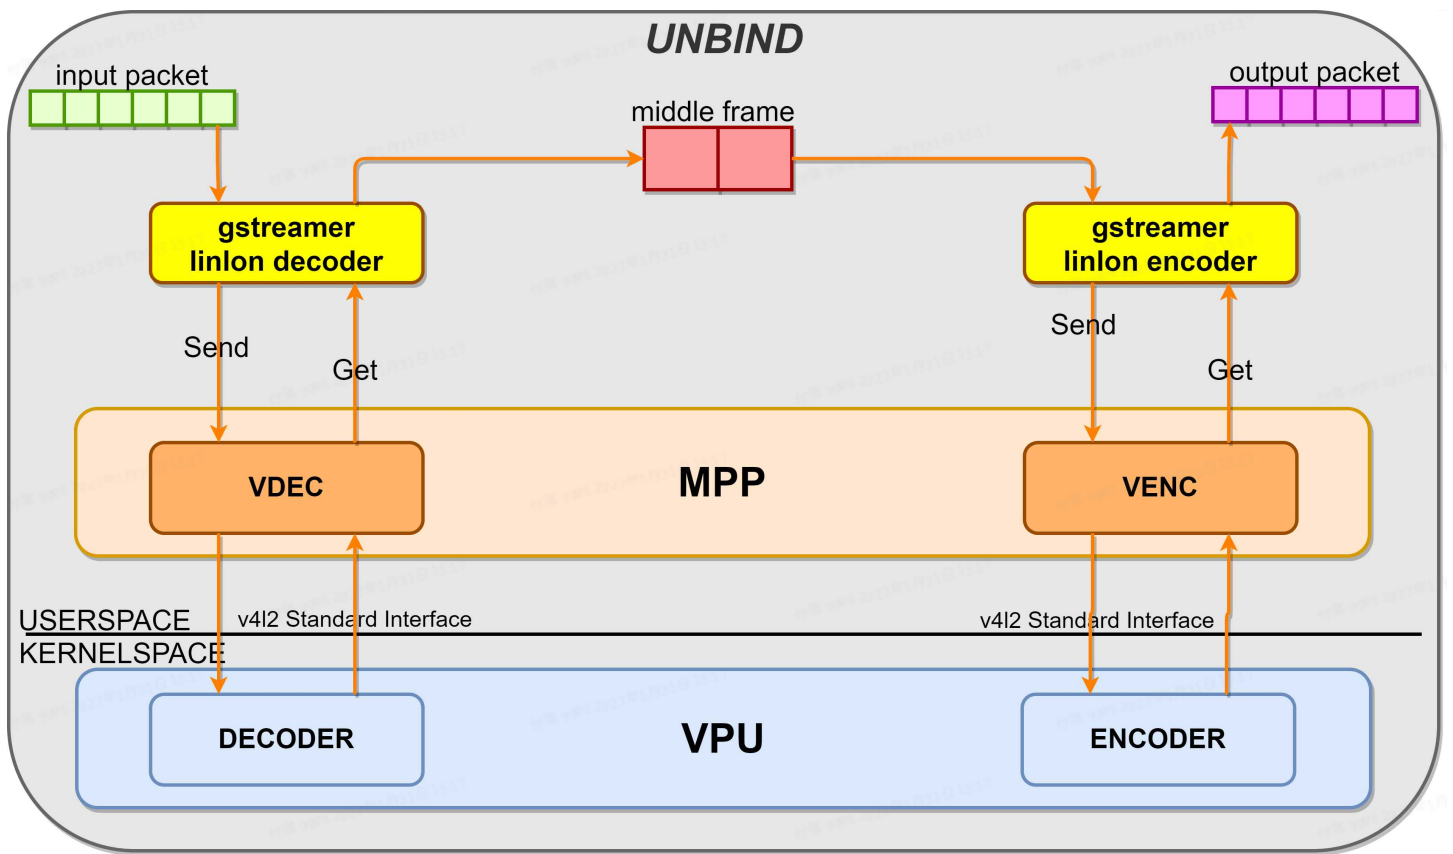 UNBIND
input packet
output packet
middle frame
gstreamer
linlon decoder
gstreamer
linlon encoder
Send
Get
Send
Get
MPP
VDEC
VENC
USERSPACE
v4l2 Standard Interface
v4l2 Standard Interface
KERNELSPACE
VPU
DECODER
ENCODER